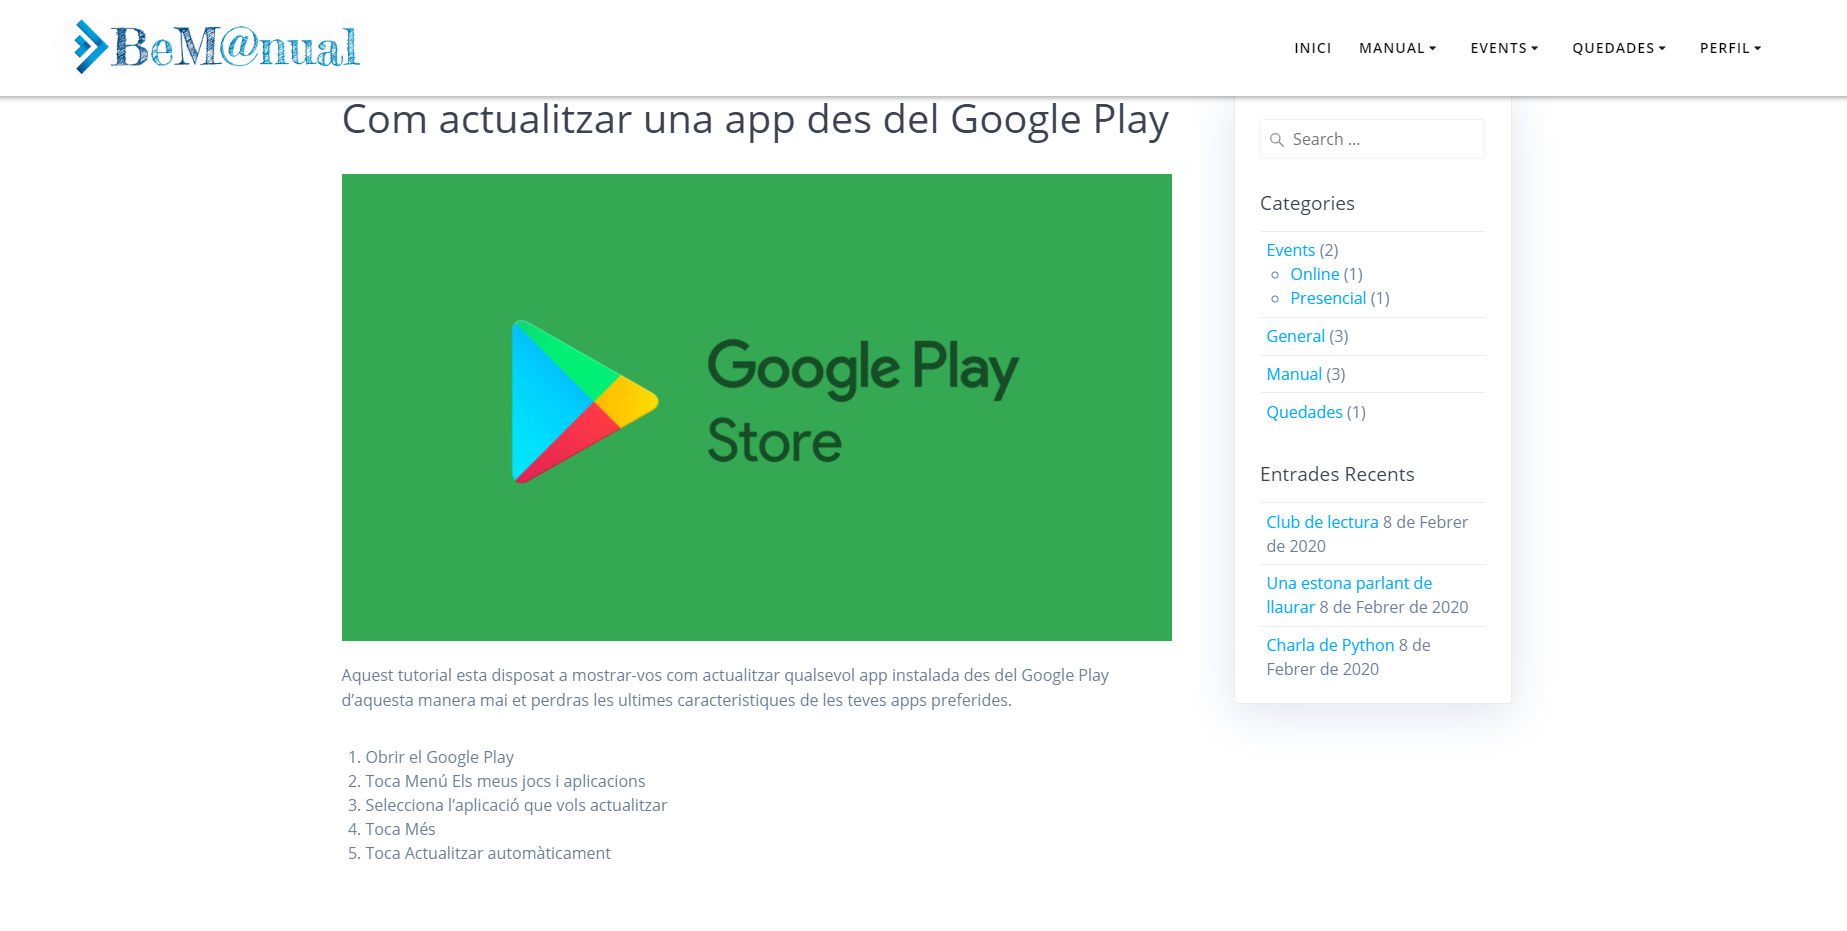 BeM@nual
INICI
MANUAL
EVENTS
QUEDADES
PERFIL
Com actualitzar una app des del Google Play
Google Play
Store
Aquest tutorial esta disposat a mostrar-vos com actualitzar qualsevol app instalada des del Google Play
d’aquesta manera mai et perdras les ultimes caracteristiques de les teves apps preferides.
1. Obrir el Google Play
2. Toca Menú Els meus jocs i aplicacions
3. Selecciona l’aplicació que vols actualitzar
4. Toca Més
5. Toca Actualitzar automàticament
Search …
Categories
Events (2)
Online (1)
Presencial (1)
General (3)
Manual (3)
Quedades (1)
Entrades Recents
Club de lectura 8 de Febrer
de 2020
Una estona parlant de
llaurar 8 de Febrer de 2020
Charla de Python 8 de
Febrer de 2020